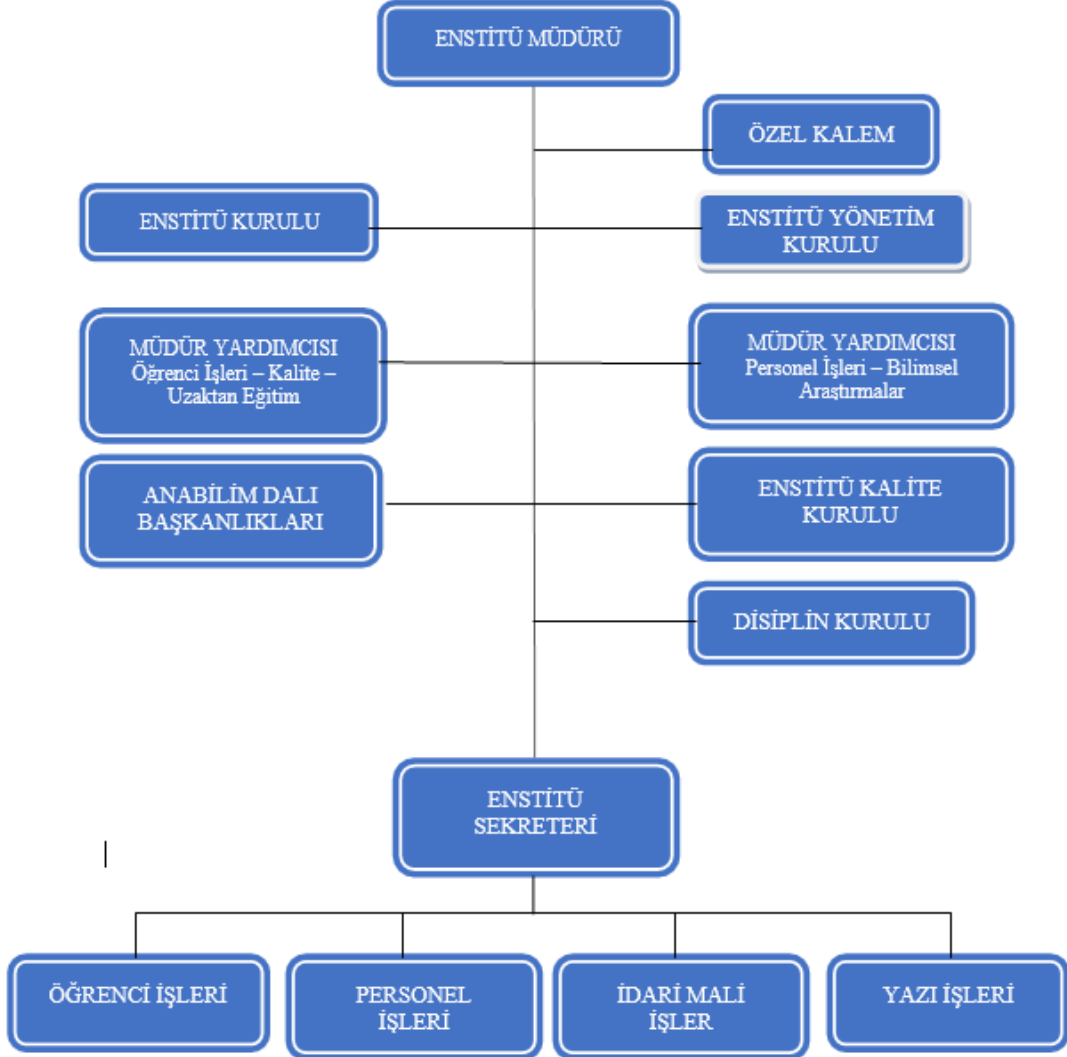 ENSTİTÜ MÜDÜRÜ
ÖZEL KALEM
ENSTİTÜ KURULU
ENSTİTÜ YÖNETİM
KURULU
MÜDÜR YARDIMCISI
Öğrenci İşleri – Kalite –
Uzaktan Eğitim
MÜDÜR YARDIMCISI
Personel İşleri – Bilimsel
Araştırmalar
ANABİLİM DALI
BAŞKANLIKLARI
ENSTİTÜ KALİTE
KURULU
DİSİPLİN KURULU
ENSTİTÜ
SEKRETERİ
ÖĞRENCİ İŞLERİ
PERSONEL
İŞLERİ
İDARİ MALİ
İŞLER
YAZI İŞLERİ